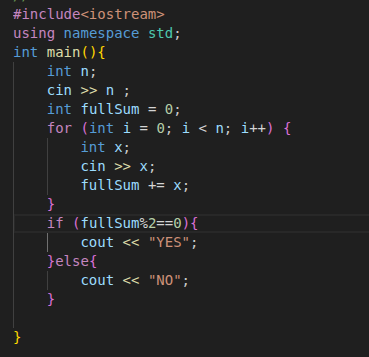 #include<iostream>
using namespace std;
int main(){
    int n;
    cin >> n ;
    int fullSum = 0;
    for (int i = 0; i < n; i++) {
        int x;
        cin >> x;
        fullSum += x;
    }
    if (fullSum%2==0){
        cout << "YES";
    }else{
        cout << "NO";
    }
}